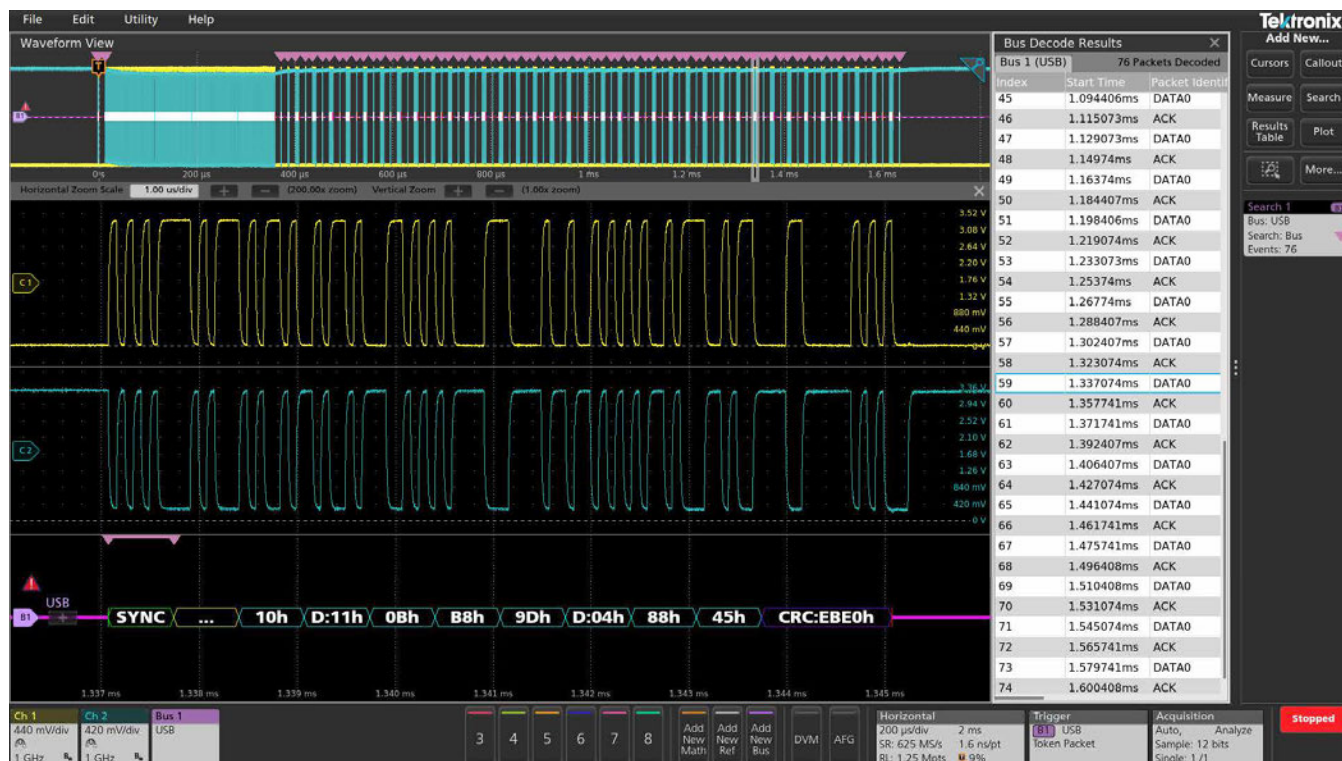 File Edit Utility Help
Tektronix
Waveform View
Add New...
Cursors Callout
Measure Search
Results Table Plot
More...
Search 1
Bus: USB
Search: Bus
Events: 76
T
B1
0 s 200 µs 400 µs 600 µs 800 µs 1 ms 1.2 ms 1.4 ms 1.6 ms
Horizontal Zoom Scale 1.00 us/div + − (200.00x zoom) Vertical Zoom + − (1.00x zoom) ✕
C1
3.52 V
3.08 V
2.64 V
2.20 V
1.76 V
1.32 V
880 mV
440 mV
0 V
C2
3.36 V
2.94 V
2.52 V
2.10 V
1.68 V
1.26 V
840 mV
420 mV
0 V
USB
B1 + SYNC ... 10h D:11h 0Bh B8h 9Dh D:04h 88h 45h CRC:EBE0h
1.337 ms 1.338 ms 1.339 ms 1.340 ms 1.341 ms 1.342 ms 1.343 ms 1.344 ms 1.345 ms
Bus Decode Results ✕
Bus 1 (USB) 76 Packets Decoded
Index Start Time Packet Identif
45 1.094406ms DATA0
46 1.115073ms ACK
47 1.129073ms DATA0
48 1.14974ms ACK
49 1.16374ms DATA0
50 1.184407ms ACK
51 1.198406ms DATA0
52 1.219074ms ACK
53 1.233073ms DATA0
54 1.25374ms ACK
55 1.26774ms DATA0
56 1.288407ms ACK
57 1.302407ms DATA0
58 1.323074ms ACK
59 1.337074ms DATA0
60 1.357741ms ACK
61 1.371741ms DATA0
62 1.392407ms ACK
63 1.406407ms DATA0
64 1.427074ms ACK
65 1.441074ms DATA0
66 1.461741ms ACK
67 1.475741ms DATA0
68 1.496408ms ACK
69 1.510408ms DATA0
70 1.531074ms ACK
71 1.545074ms DATA0
72 1.565741ms ACK
73 1.579741ms DATA0
74 1.600408ms ACK
Ch 1
440 mV/div
1 GHz
Ch 2
420 mV/div
1 GHz
Bus 1
USB
3 4 5 6 7 8
Add New Math
Add New Ref
Add New Bus
DVM AFG
Horizontal
200 µs/div 2 ms
SR: 625 MS/s 1.6 ns/pt
RL: 1.25 Mpts 9%
Trigger
B1 USB
Token Packet
Acquisition
Auto, Analyze
Sample: 12 bits
Single: 1 /1
Stopped